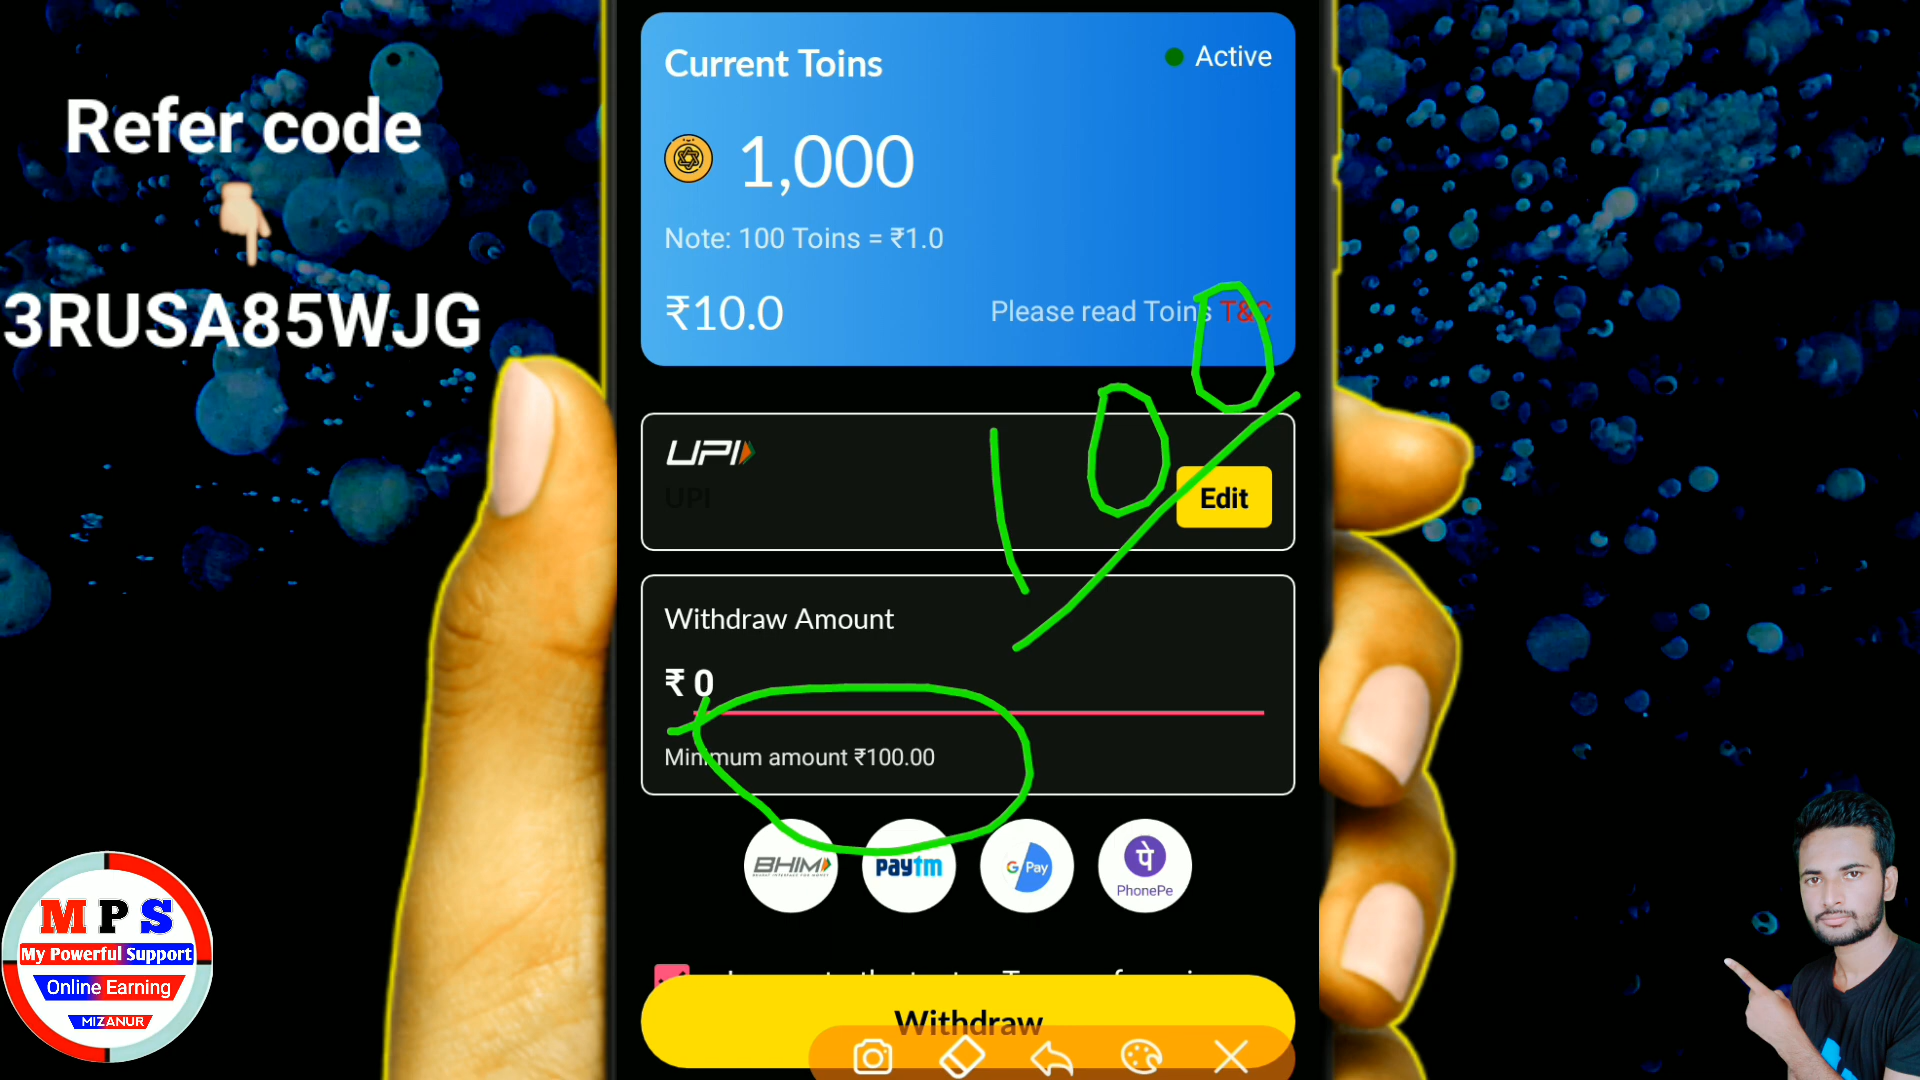 Refer code
3RUSA85WJG
Current Toins
Active
1,000
Note: 100 Toins = ₹1.0
₹10.0
Please read Toins T&C
UPI
UPI
Edit
Withdraw Amount
₹ 0
Minimum amount ₹100.00
BHIM
paytm
G Pay
पे
PhonePe
Withdraw
M P S
My Powerful Support
Online Earning
MIZANUR
100